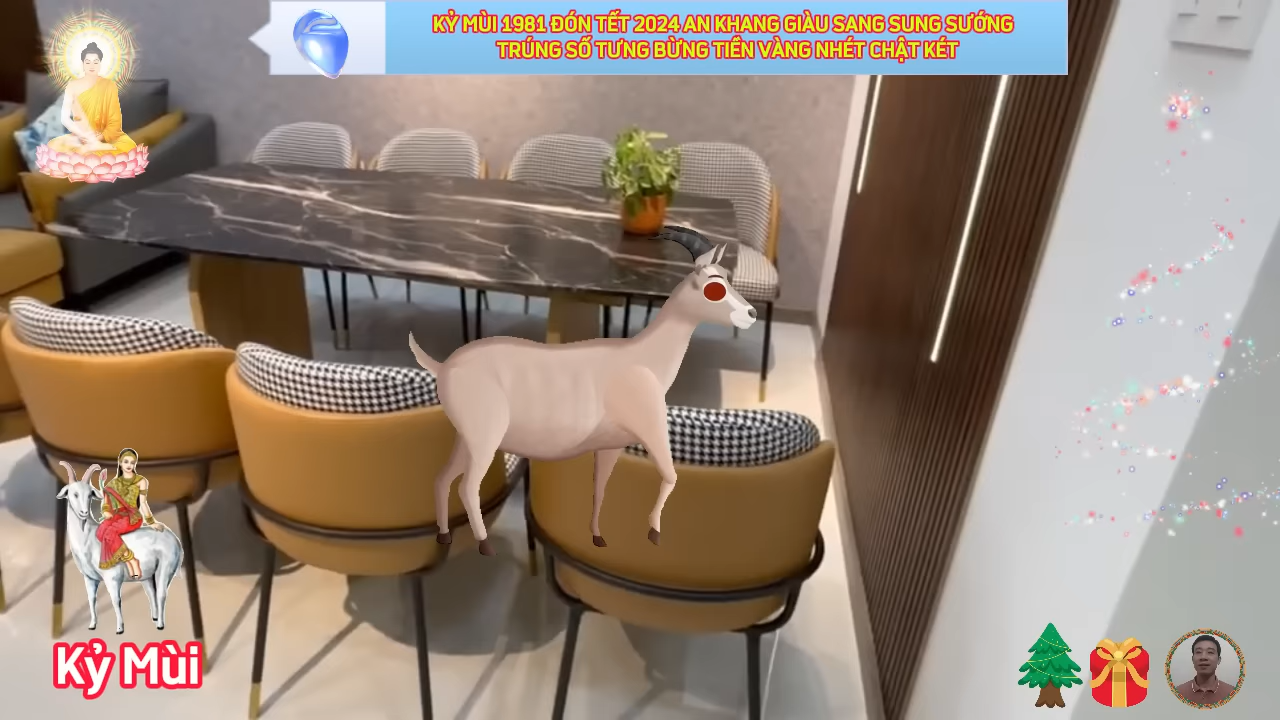 KỶ MÙI 1981 ĐÓN TẾT 2024 AN KHANG GIÀU SANG SUNG SƯỚNG
TRÚNG SỐ TƯNG BỪNG TIỀN VÀNG NHÉT CHẬT KÉT
Kỷ Mùi